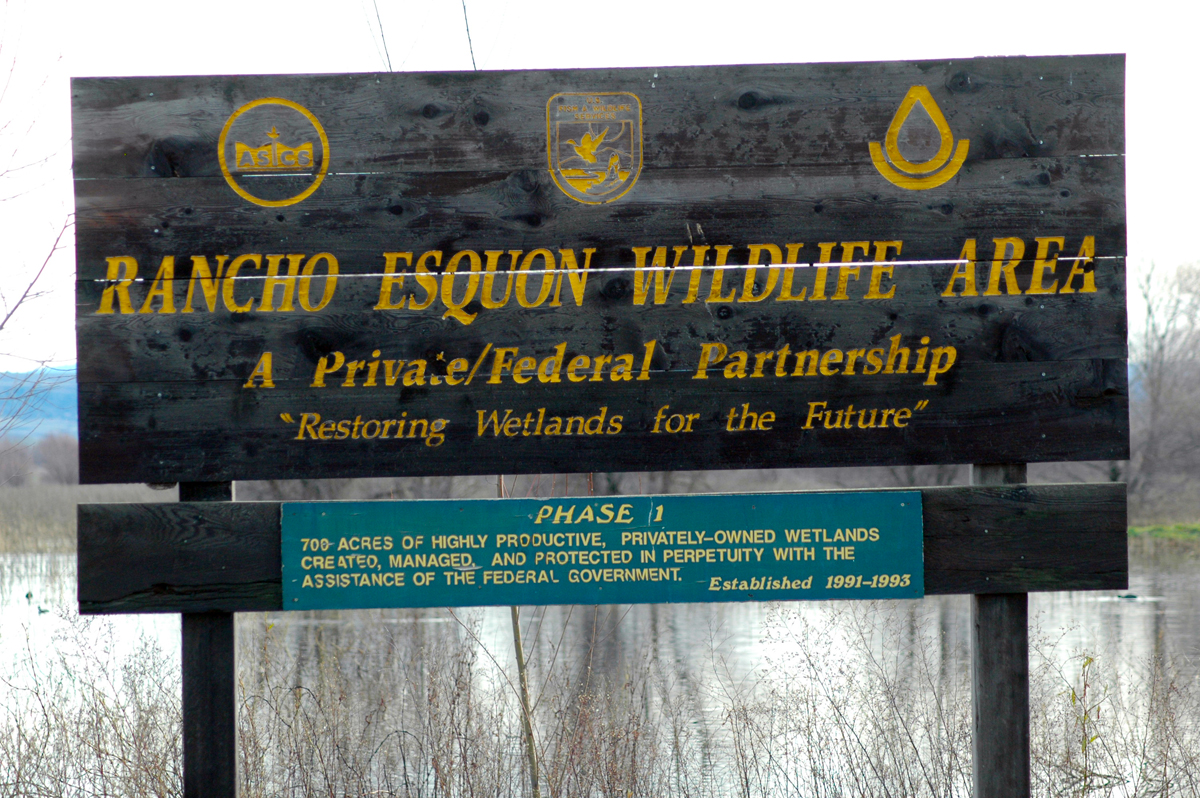 ASCS
RANCHO ESQUON WILDLIFE AREA
A Private/Federal Partnership
"Restoring Wetlands for the Future"
PHASE 1
700 ACRES OF HIGHLY PRODUCTIVE, PRIVATELY-OWNED WETLANDS
CREATED, MANAGED, AND PROTECTED IN PERPETUITY WITH THE
ASSISTANCE OF THE FEDERAL GOVERNMENT.
Established 1991-1993